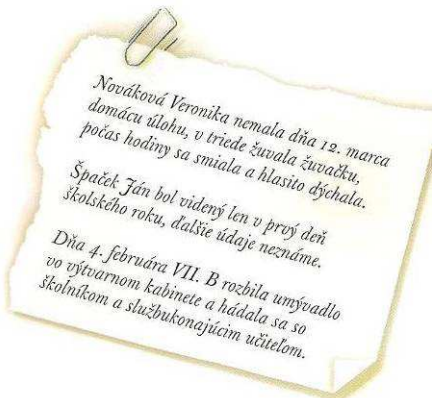 Nováková Veronika nemala dňa 12. marca
domácu úlohu, v triede žuvala žuvačku,
počas hodiny sa smiala a hlasito dýchala.
Špaček Ján bol videný len v prvý deň
školského roku, ďalšie údaje neznáme.
Dňa 4. februára VII. B rozbila umývadlo
vo výtvarnom kabinete a hádala sa so
školníkom a službukonajúcim učiteľom.